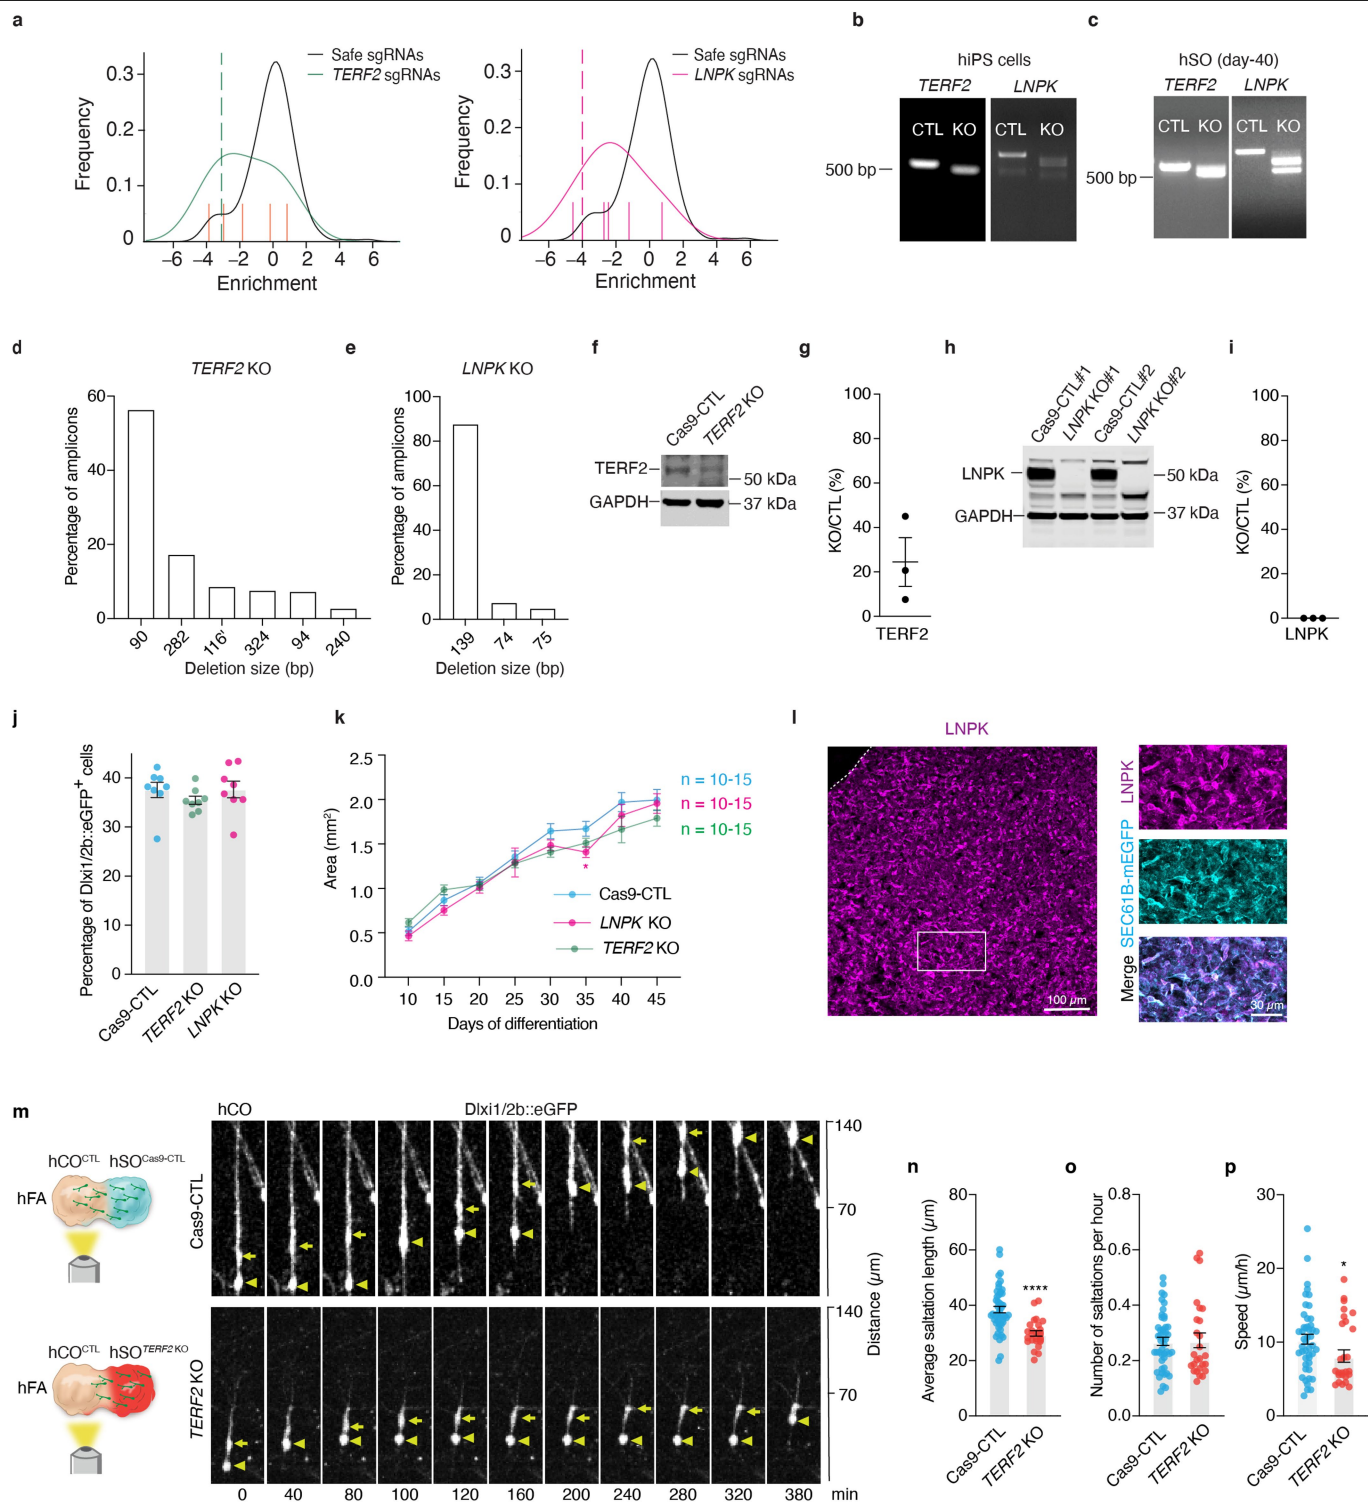 a
Safe sgRNAs
TERF2 sgRNAs
Frequency
0.3
0.2
0.1
0
–6 –4 –2 0 2 4 6
Enrichment
Safe sgRNAs
LNPK sgRNAs
Frequency
0.3
0.2
0.1
0
–6 –4 –2 0 2 4 6
Enrichment
b
hiPS cells
TERF2 LNPK
CTL KO CTL KO
500 bp
c
hSO (day-40)
TERF2 LNPK
CTL KO CTL KO
500 bp
d
TERF2 KO
Percentage of amplicons
60
40
20
0
90 282 116' 324 94 240
Deletion size (bp)
e
LNPK KO
Percentage of amplicons
100
80
60
40
20
0
139 74 75
Deletion size (bp)
f
Cas9-CTL
TERF2 KO
TERF2
50 kDa
GAPDH
37 kDa
g
KO/CTL (%)
100
80
60
40
20
0
TERF2
h
Cas9-CTL#1
LNPK KO#1
Cas9-CTL#2
LNPK KO#2
LNPK
50 kDa
GAPDH
37 kDa
i
KO/CTL (%)
100
80
60
40
20
0
LNPK
j
Percentage of Dlxi1/2b::eGFP+ cells
40
30
20
10
0
Cas9-CTL
TERF2 KO
LNPK KO
k
Area (mm2)
2.5
2.0
1.5
1.0
0.5
0.0
n = 10-15
n = 10-15
n = 10-15
*
Cas9-CTL
LNPK KO
TERF2 KO
10 15 20 25 30 35 40 45
Days of differentiation
l
LNPK
100 µm
LNPK
SEC61B-mEGFP
Merge
30 µm
m
hCO Dlxi1/2b::eGFP
hCOCTL hSOCas9-CTL
hFA
Cas9-CTL
140
70
hCOCTL hSOTERF2 KO
hFA
TERF2 KO
140
70
Distance (µm)
0 40 80 100 120 160 200 240 280 320 380 min
n
Average saltation length (µm)
80
60
40
20
0
****
Cas9-CTL
TERF2 KO
o
Number of saltations per hour
0.8
0.6
0.4
0.2
0.0
Cas9-CTL
TERF2 KO
p
Speed (µm/h)
30
20
10
0
*
Cas9-CTL
TERF2 KO